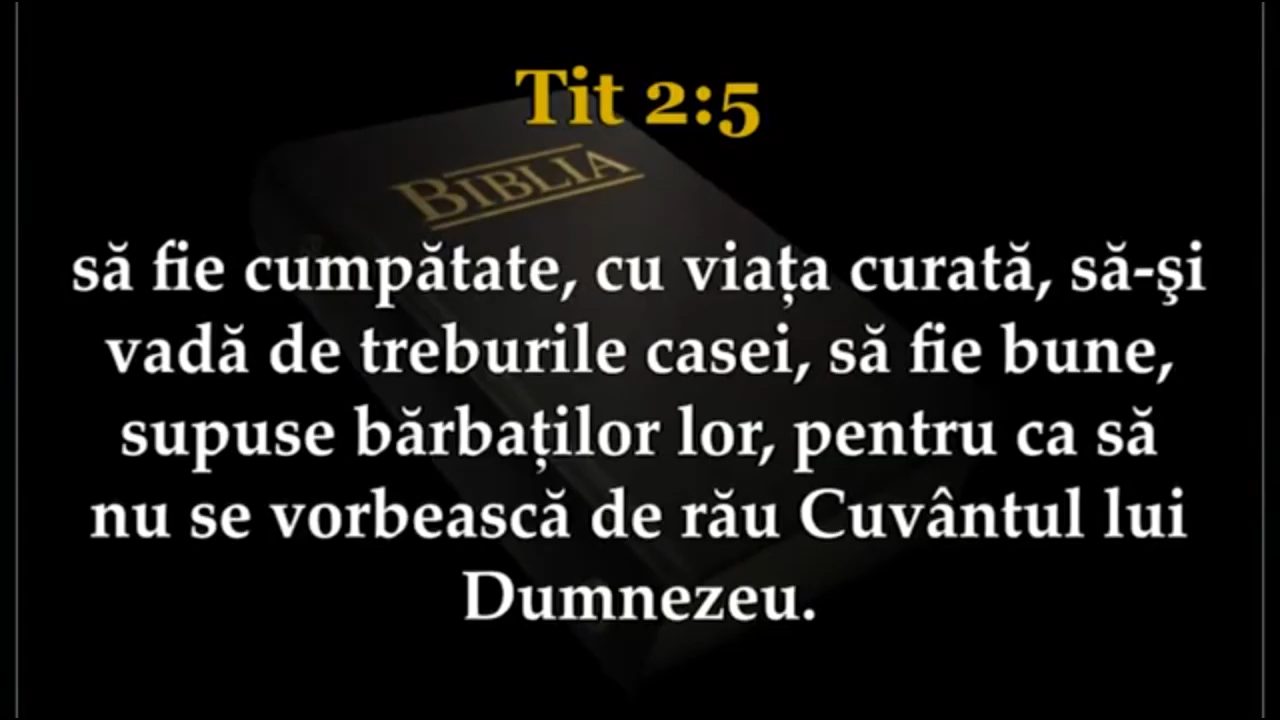 Tit 2:5
BIBLIA
să fie cumpătate, cu viața curată, să-şi
vadă de treburile casei, să fie bune,
supuse bărbaților lor, pentru ca să
nu se vorbească de rău Cuvântul lui
Dumnezeu.